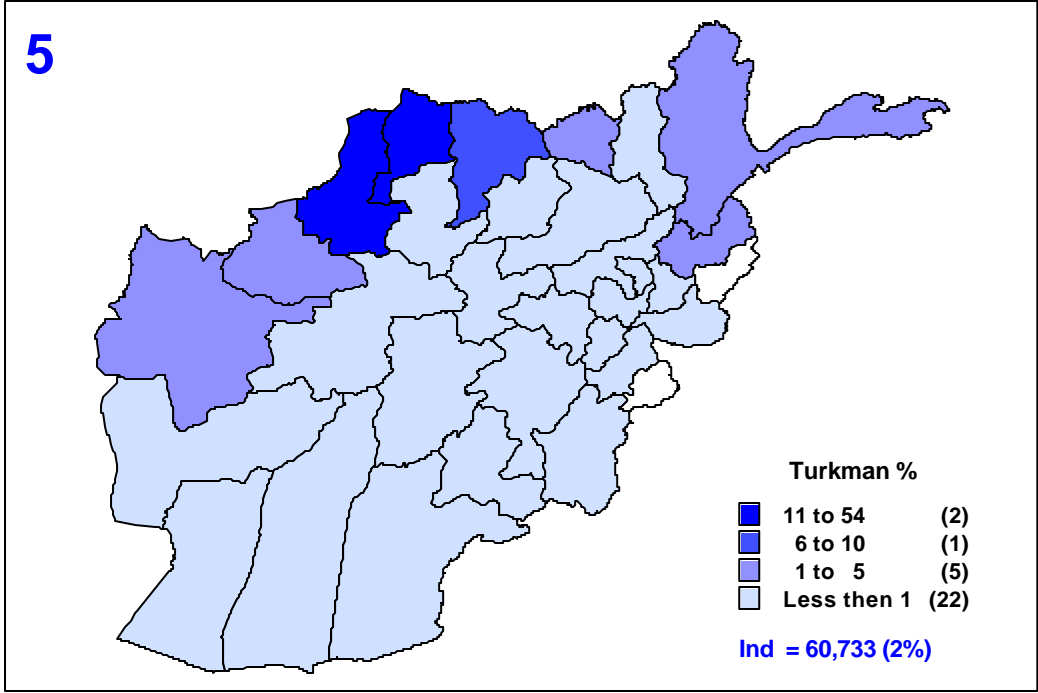 5
Turkman %
11 to 54 (2)
6 to 10 (1)
1 to 5 (5)
Less then 1 (22)
Ind = 60,733 (2%)